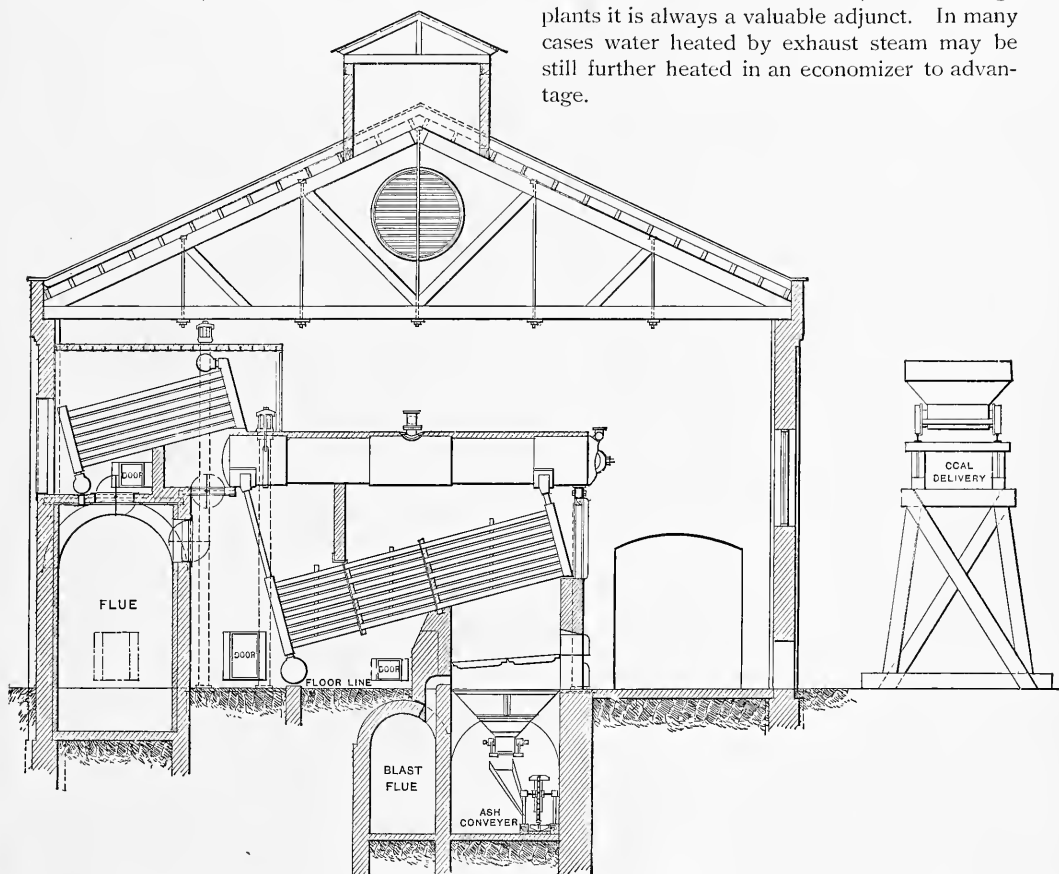 plants it is always a valuable adjunct. In many
cases water heated by exhaust steam may be
still further heated in an economizer to advan-
tage.
COAL
DELIVERY
DOOR
FLUE
DOOR
DOOR
FLOOR LINE
BLAST
FLUE
ASH
CONVEYER